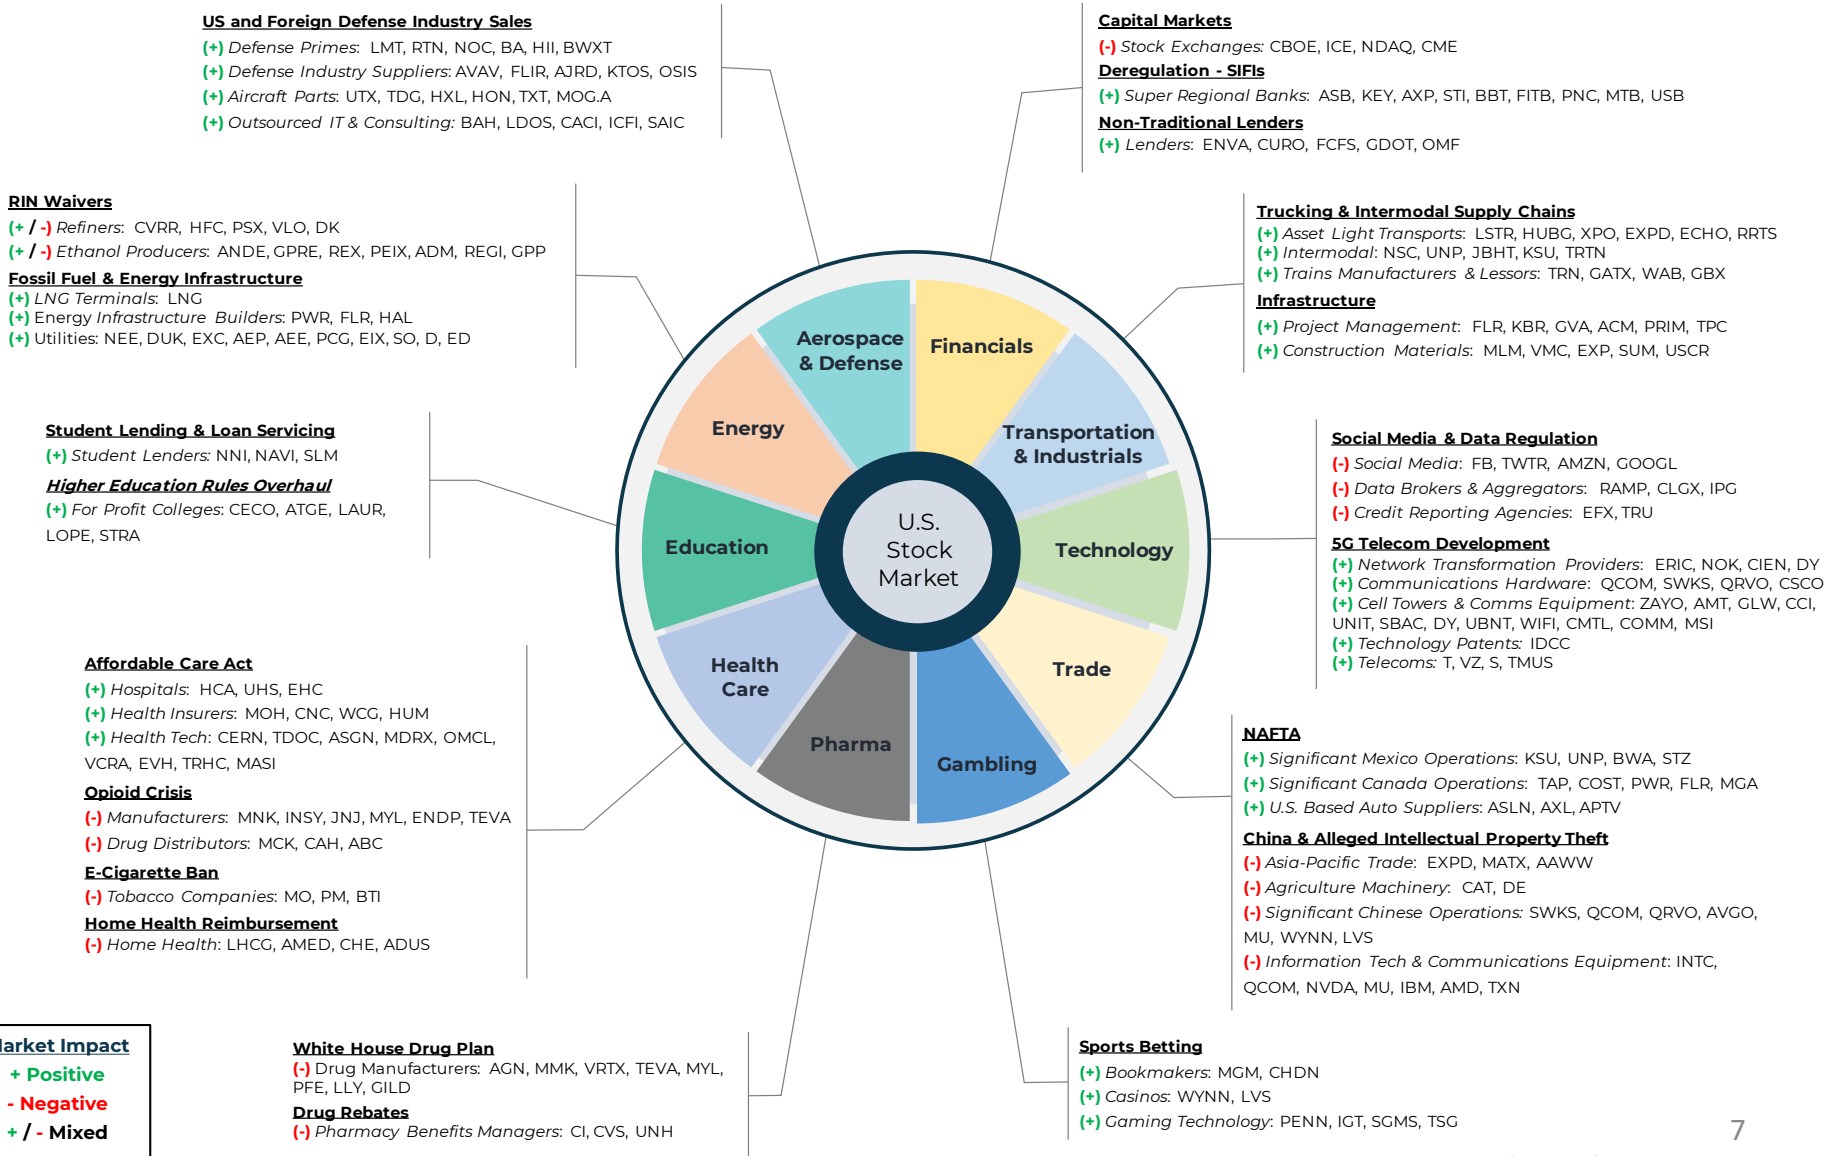 US and Foreign Defense Industry Sales
(+) Defense Primes: LMT, RTN, NOC, BA, HII, BWXT
(+) Defense Industry Suppliers: AVAV, FLIR, AJRD, KTOS, OSIS
(+) Aircraft Parts: UTX, TDG, HXL, HON, TXT, MOG.A
(+) Outsourced IT & Consulting: BAH, LDOS, CACI, ICFI, SAIC
Capital Markets
(-) Stock Exchanges: CBOE, ICE, NDAQ, CME
Deregulation - SIFIs
(+) Super Regional Banks: ASB, KEY, AXP, STI, BBT, FITB, PNC, MTB, USB
Non-Traditional Lenders
(+) Lenders: ENVA, CURO, FCFS, GDOT, OMF
RIN Waivers
(+ / -) Refiners: CVRR, HFC, PSX, VLO, DK
(+ / -) Ethanol Producers: ANDE, GPRE, REX, PEIX, ADM, REGI, GPP
Fossil Fuel & Energy Infrastructure
(+) LNG Terminals: LNG
(+) Energy Infrastructure Builders: PWR, FLR, HAL
(+) Utilities: NEE, DUK, EXC, AEP, AEE, PCG, EIX, SO, D, ED
Trucking & Intermodal Supply Chains
(+) Asset Light Transports: LSTR, HUBG, XPO, EXPD, ECHO, RRTS
(+) Intermodal: NSC, UNP, JBHT, KSU, TRTN
(+) Trains Manufacturers & Lessors: TRN, GATX, WAB, GBX
Infrastructure
(+) Project Management: FLR, KBR, GVA, ACM, PRIM, TPC
(+) Construction Materials: MLM, VMC, EXP, SUM, USCR
Student Lending & Loan Servicing
(+) Student Lenders: NNI, NAVI, SLM
Higher Education Rules Overhaul
(+) For Profit Colleges: CECO, ATGE, LAUR,
LOPE, STRA
Aerospace
& Defense
Financials
Energy
Transportation
& Industrials
Education
U.S.
Stock
Market
Technology
Health
Care
Trade
Pharma
Gambling
Social Media & Data Regulation
(-) Social Media: FB, TWTR, AMZN, GOOGL
(-) Data Brokers & Aggregators: RAMP, CLGX, IPG
(-) Credit Reporting Agencies: EFX, TRU
5G Telecom Development
(+) Network Transformation Providers: ERIC, NOK, CIEN, DY
(+) Communications Hardware: QCOM, SWKS, QRVO, CSCO
(+) Cell Towers & Comms Equipment: ZAYO, AMT, GLW, CCI,
UNIT, SBAC, DY, UBNT, WIFI, CMTL, COMM, MSI
(+) Technology Patents: IDCC
(+) Telecoms: T, VZ, S, TMUS
Affordable Care Act
(+) Hospitals: HCA, UHS, EHC
(+) Health Insurers: MOH, CNC, WCG, HUM
(+) Health Tech: CERN, TDOC, ASGN, MDRX, OMCL,
VCRA, EVH, TRHC, MASI
Opioid Crisis
(-) Manufacturers: MNK, INSY, JNJ, MYL, ENDP, TEVA
(-) Drug Distributors: MCK, CAH, ABC
E-Cigarette Ban
(-) Tobacco Companies: MO, PM, BTI
Home Health Reimbursement
(-) Home Health: LHCG, AMED, CHE, ADUS
NAFTA
(+) Significant Mexico Operations: KSU, UNP, BWA, STZ
(+) Significant Canada Operations: TAP, COST, PWR, FLR, MGA
(+) U.S. Based Auto Suppliers: ASLN, AXL, APTV
China & Alleged Intellectual Property Theft
(-) Asia-Pacific Trade: EXPD, MATX, AAWW
(-) Agriculture Machinery: CAT, DE
(-) Significant Chinese Operations: SWKS, QCOM, QRVO, AVGO,
MU, WYNN, LVS
(-) Information Tech & Communications Equipment: INTC,
QCOM, NVDA, MU, IBM, AMD, TXN
arket Impact
+ Positive
- Negative
+ / - Mixed
White House Drug Plan
(-) Drug Manufacturers: AGN, MMK, VRTX, TEVA, MYL,
PFE, LLY, GILD
Drug Rebates
(-) Pharmacy Benefits Managers: CI, CVS, UNH
Sports Betting
(+) Bookmakers: MGM, CHDN
(+) Casinos: WYNN, LVS
(+) Gaming Technology: PENN, IGT, SGMS, TSG
7